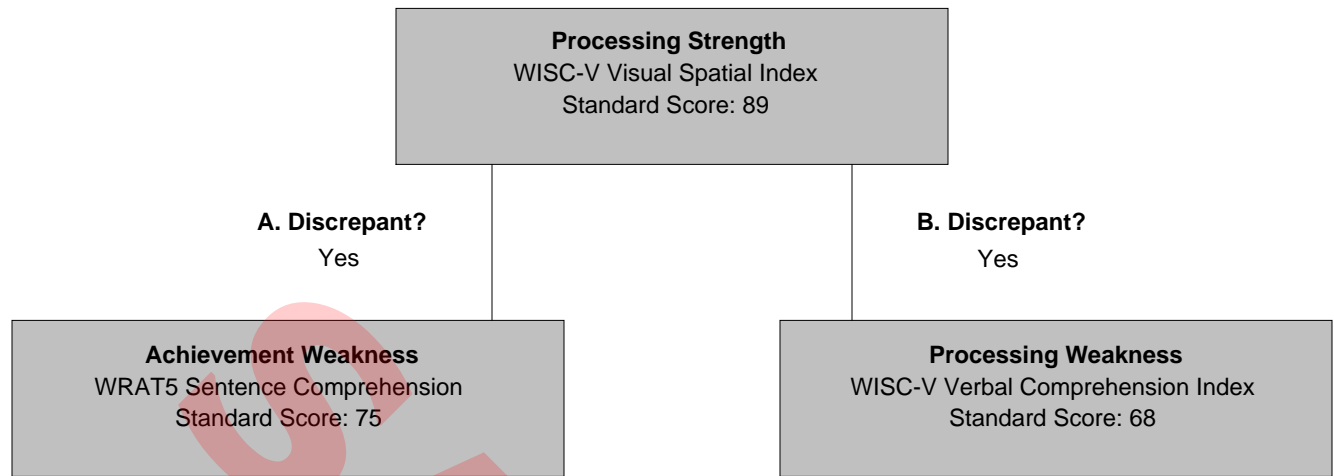 Processing Strength
WISC-V Visual Spatial Index
Standard Score: 89
A. Discrepant?
Yes
B. Discrepant?
Yes
Achievement Weakness
WRAT5 Sentence Comprehension
Standard Score: 75
Processing Weakness
WISC-V Verbal Comprehension Index
Standard Score: 68